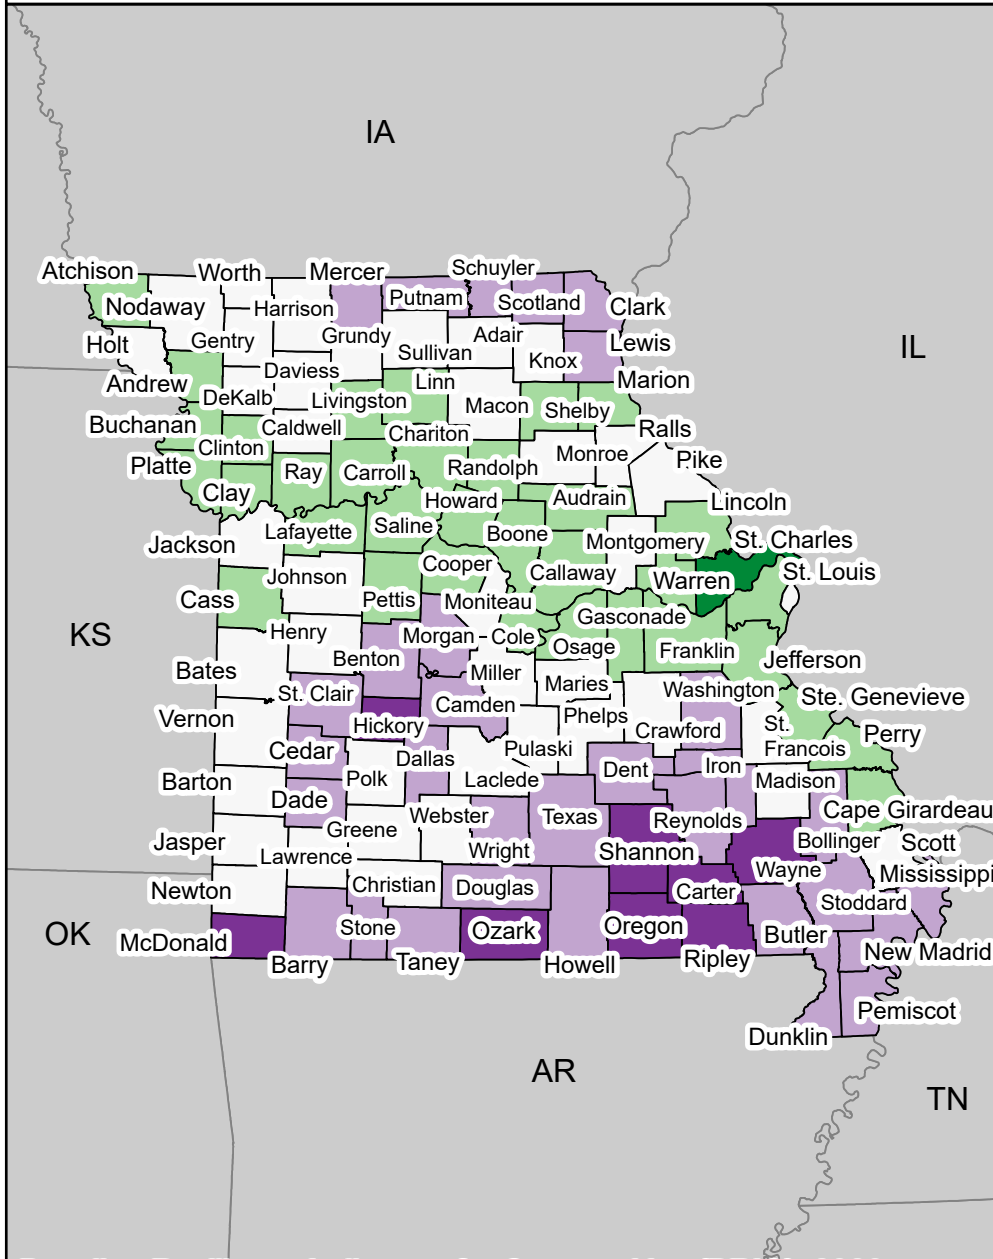 IA
IL
Atchison
Worth
Mercer
Schuyler
Nodaway
Harrison
Putnam
Scotland
Clark
Holt
Gentry
Grundy
Sullivan
Adair
Knox
Lewis
Andrew
DeKalb
Daviess
Livingston
Linn
Macon
Shelby
Marion
Buchanan
Clinton
Caldwell
Chariton
Randolph
Monroe
Ralls
Platte
Clay
Ray
Carroll
Howard
Audrain
Pike
Lincoln
Jackson
Lafayette
Saline
Boone
Montgomery
St. Charles
Cass
Johnson
Pettis
Cooper
Moniteau
Callaway
Warren
St. Louis
KS
Henry
Benton
Morgan
Cole
Osage
Gasconade
Franklin
Jefferson
Bates
St. Clair
Miller
Maries
Washington
Ste. Genevieve
Vernon
Hickory
Camden
Phelps
Crawford
St.
Francois
Perry
Cedar
Dallas
Pulaski
Barton
Polk
Laclede
Dent
Iron
Madison
Dade
Webster
Texas
Reynolds
Cape Girardeau
Jasper
Greene
Wright
Shannon
Bollinger
Scott
Lawrence
Wayne
Mississippi
Newton
Christian
Douglas
Carter
Stoddard
OK
McDonald
Stone
Ozark
Oregon
Butler
New Madrid
Barry
Taney
Howell
Ripley
Pemiscot
Dunklin
AR
TN